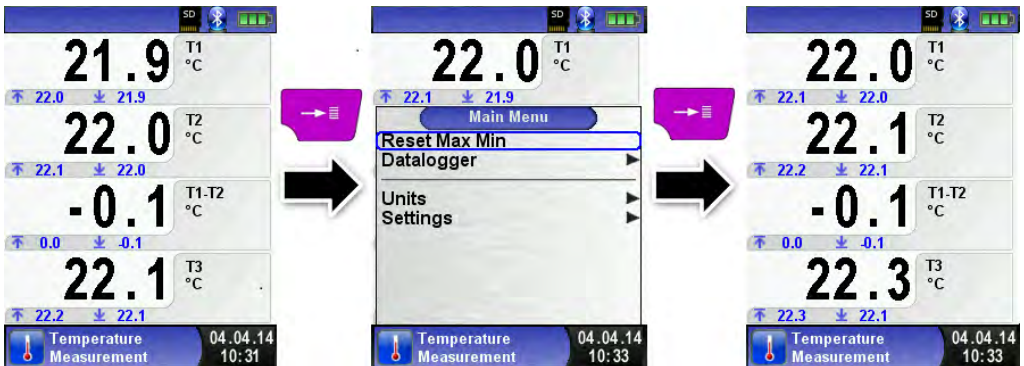 SD
21.9 T1 °C
22.0 21.9
22.0 T2 °C
22.1 22.0
-0.1 T1-T2 °C
0.0 -0.1
22.1 T3 °C
22.2 22.1
Temperature 04.04.14
Measurement 10:31
SD
22.0 T1 °C
22.1 21.9
Main Menu
Reset Max Min
Datalogger
Units
Settings
Temperature 04.04.14
Measurement 10:33
SD
22.0 T1 °C
22.1 22.0
22.1 T2 °C
22.2 22.1
-0.1 T1-T2 °C
0.0 -0.1
22.3 T3 °C
22.3 22.1
Temperature 04.04.14
Measurement 10:33